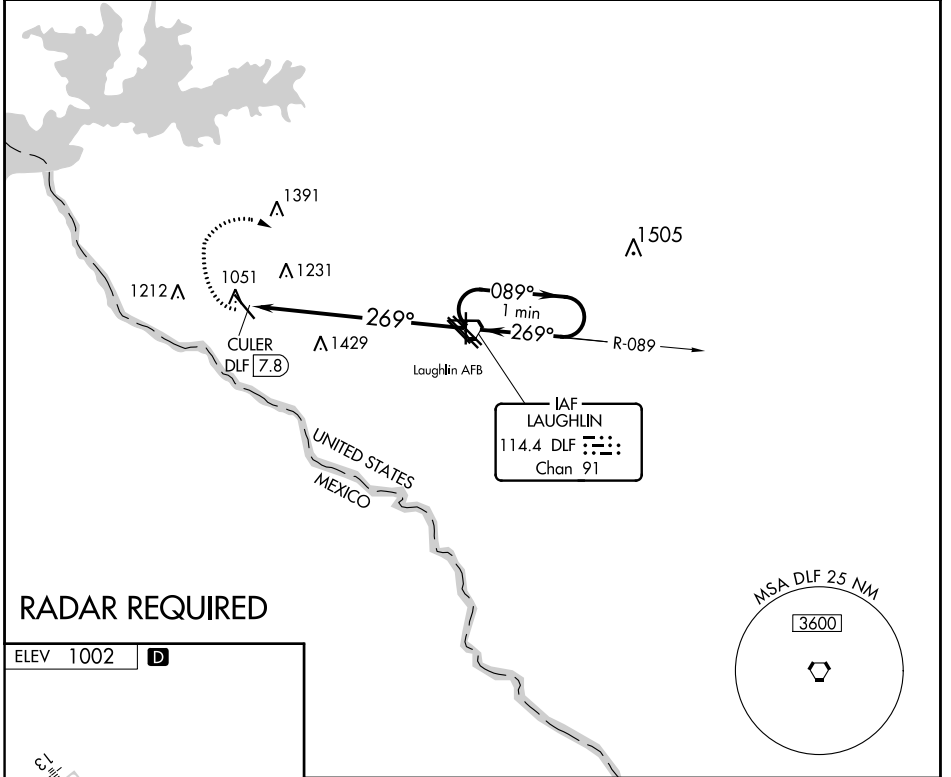 1391
1505
1231
1051
1212
089°
1 min
269°
269°
R-089
CULER
DLF 7.8
1429
Laughlin AFB
IAF
LAUGHLIN
114.4 DLF
Chan 91
UNITED STATES
MEXICO
MSA DLF 25 NM
3600
RADAR REQUIRED
ELEV 1002 D
13